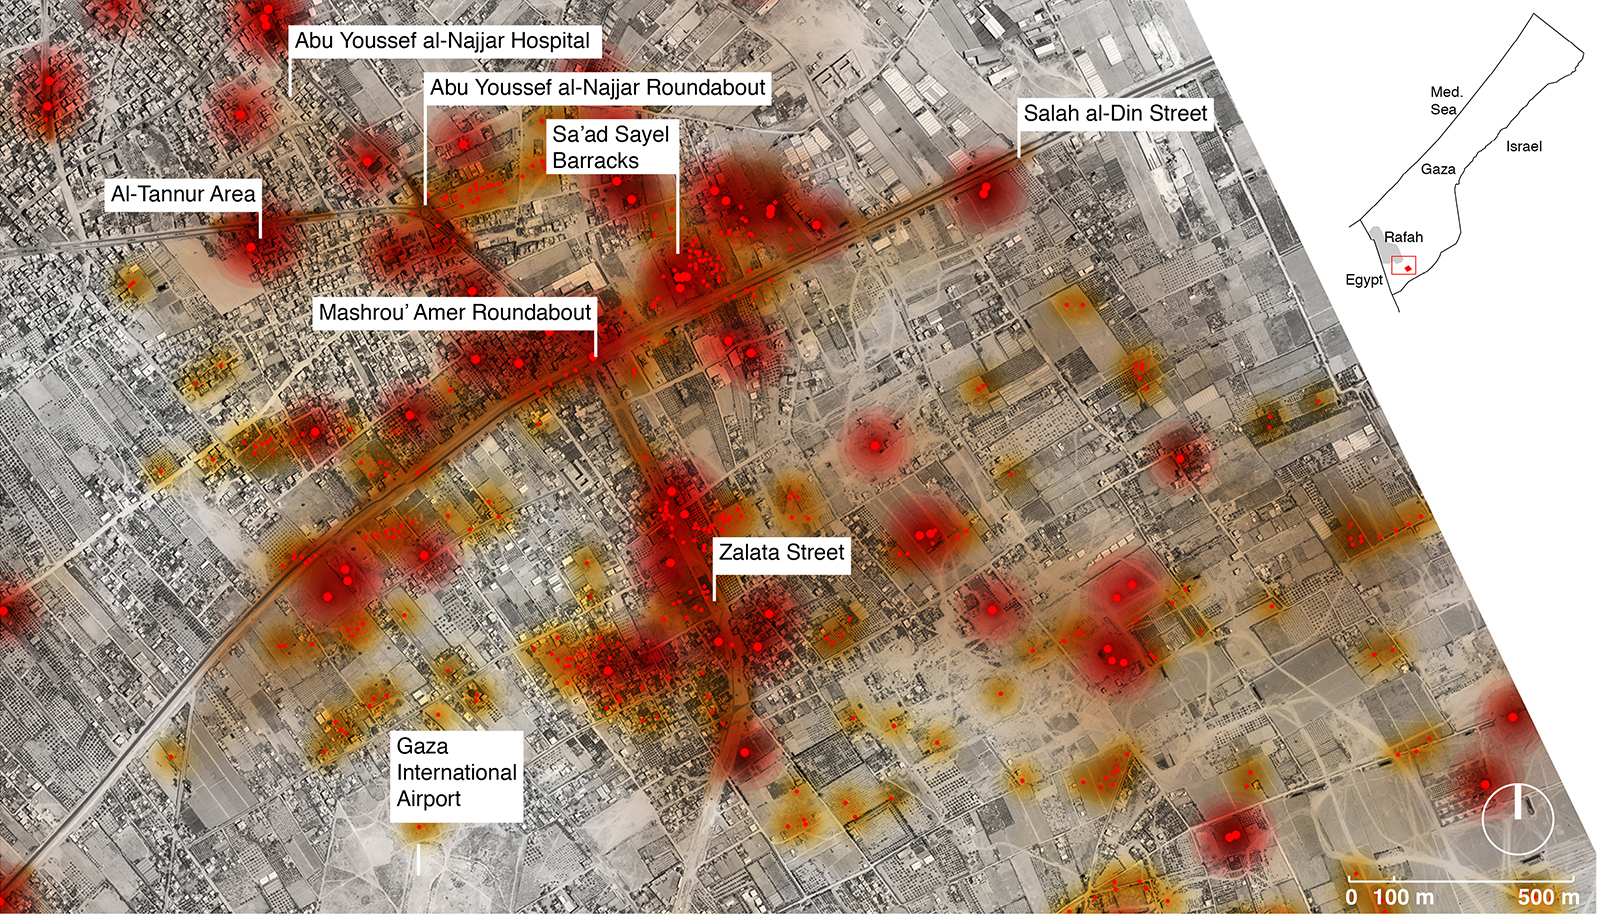 Abu Youssef al-Najjar Hospital
Abu Youssef al-Najjar Roundabout
Sa’ad Sayel
Barracks
Salah al-Din Street
Al-Tannur Area
Mashrou’ Amer Roundabout
Zalata Street
Gaza
International
Airport
Med.
Sea
Israel
Gaza
Rafah
Egypt
0 100 m 500 m